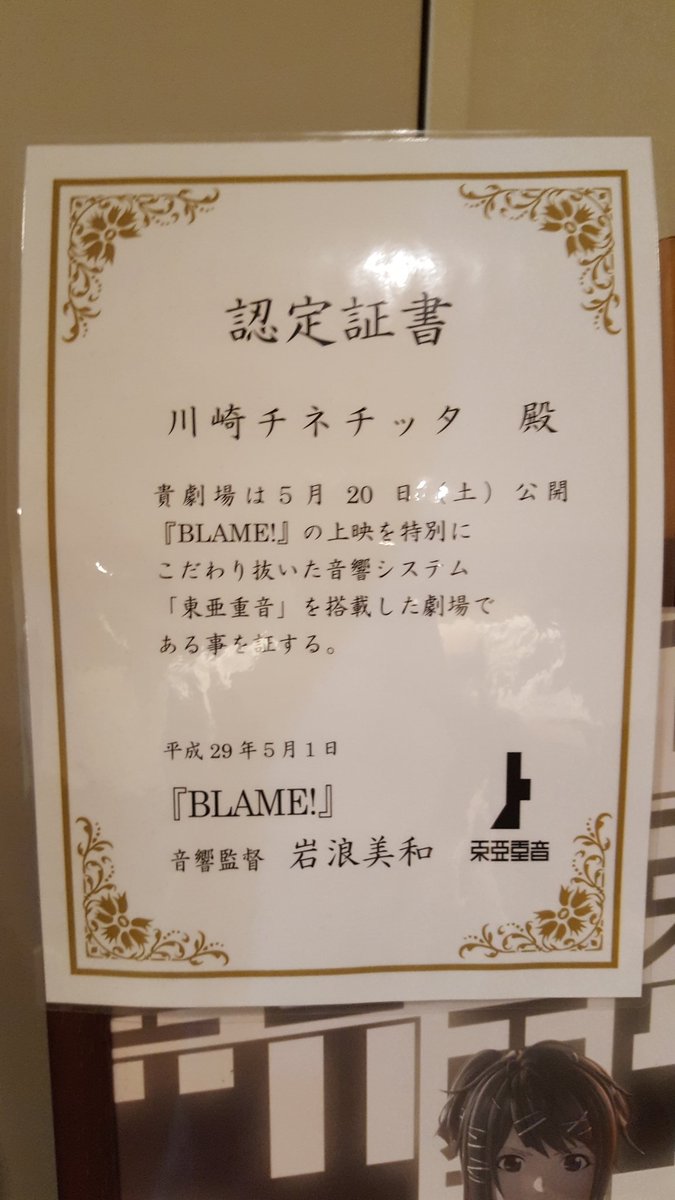 認定証書
川崎チネチッタ 殿
貴劇場は5月 20 日(土)公開
『BLAME!』の上映を特別に
こだわり抜いた音響システム
「東亜重音」を搭載した劇場で
ある事を証する。
平成29年5月1日
『BLAME!』
音響監督 岩浪美和
東亜重音